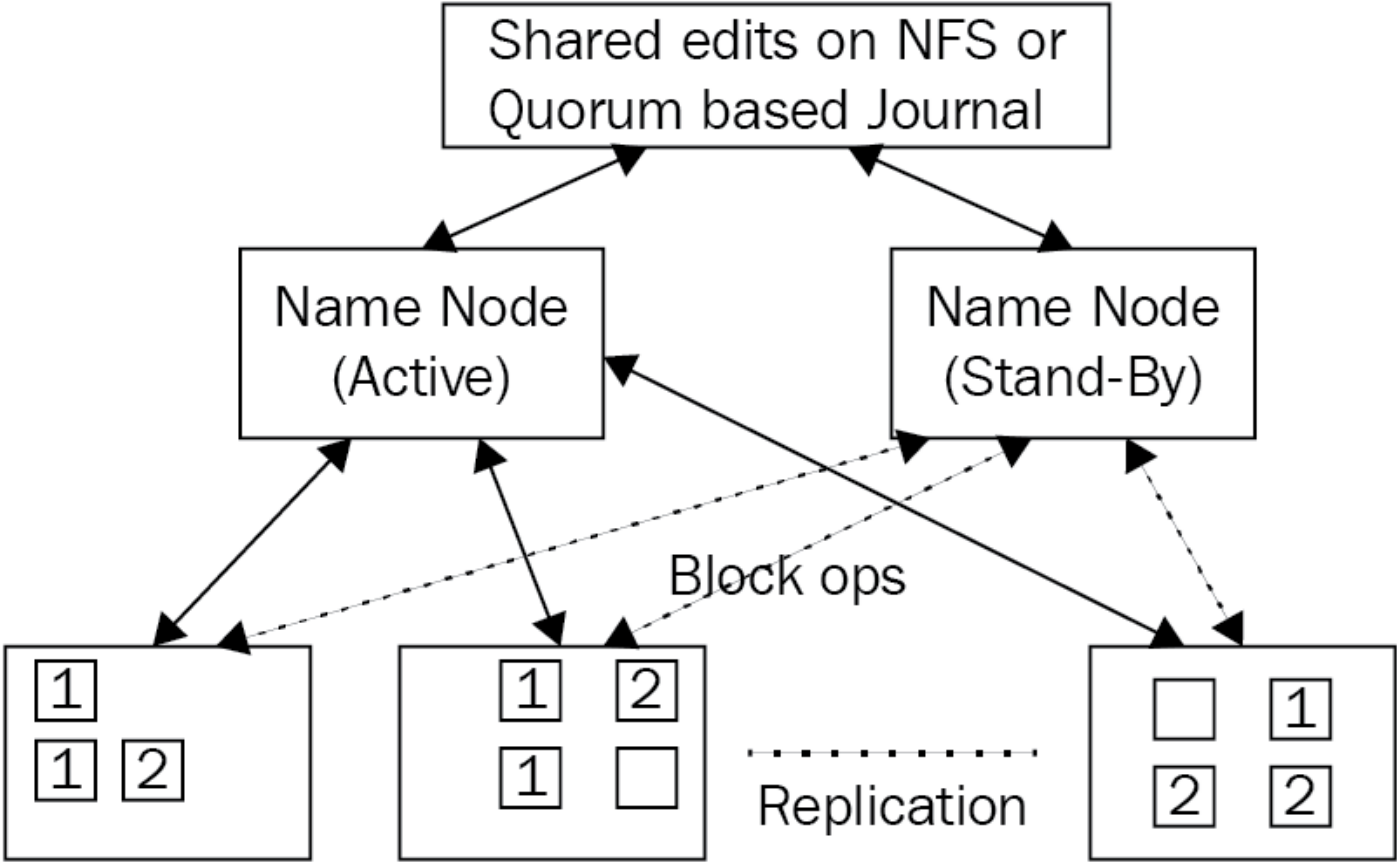 Shared edits on NFS or
Quorum based Journal
Name Node
(Active)
Name Node
(Stand-By)
Block ops
1
1 2
1 2
1
1
2 2
Replication